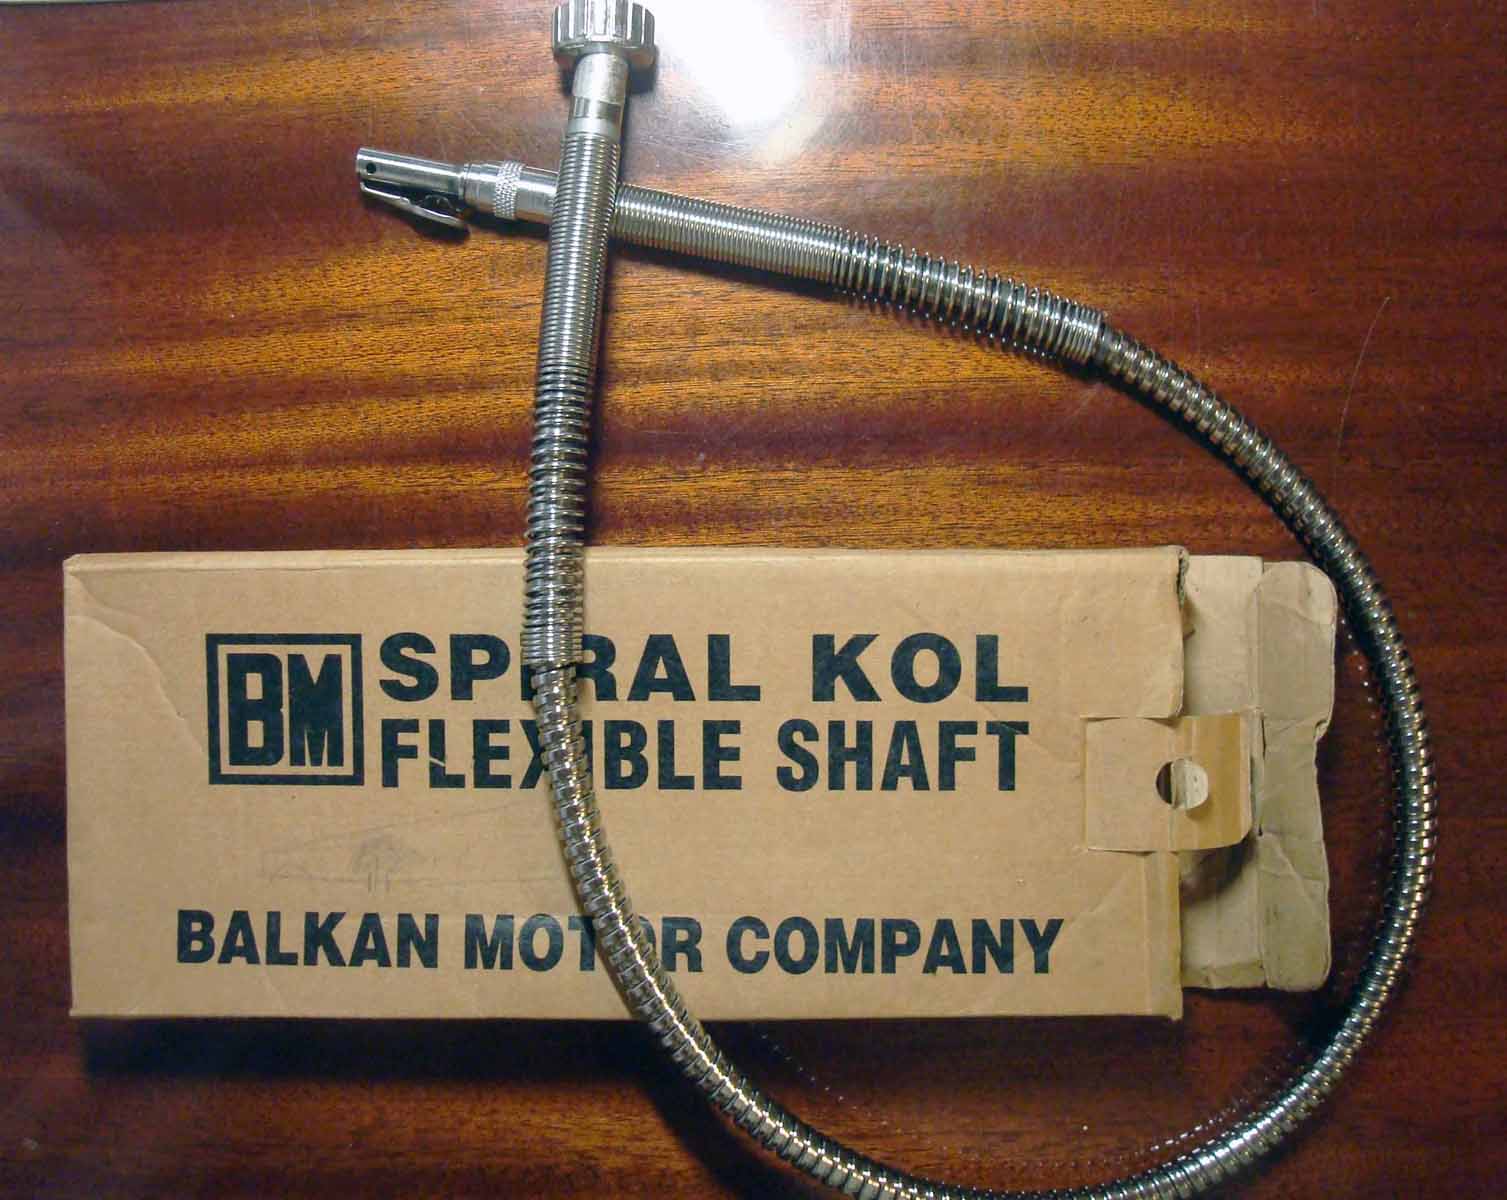 BM
SPIRAL KOL
FLEXIBLE SHAFT
BALKAN MOTOR COMPANY